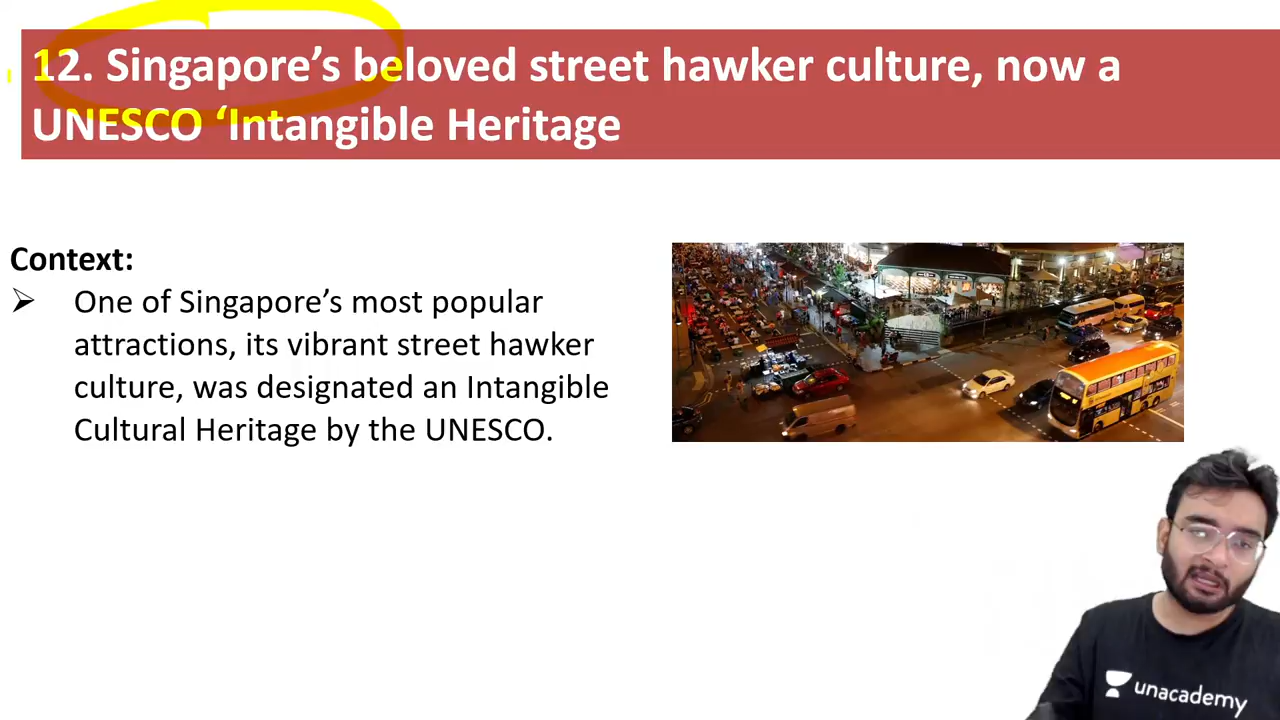 12. Singapore’s beloved street hawker culture, now a
UNESCO ‘Intangible Heritage
Context:
➢ One of Singapore’s most popular
attractions, its vibrant street hawker
culture, was designated an Intangible
Cultural Heritage by the UNESCO.
unacademy